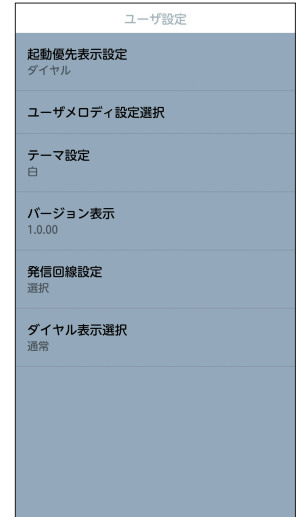 ユーザ設定
起動優先表示設定
ダイヤル
ユーザメロディ設定選択
テーマ設定
白
バージョン表示
1.0.00
発信回線設定
選択
ダイヤル表示選択
通常